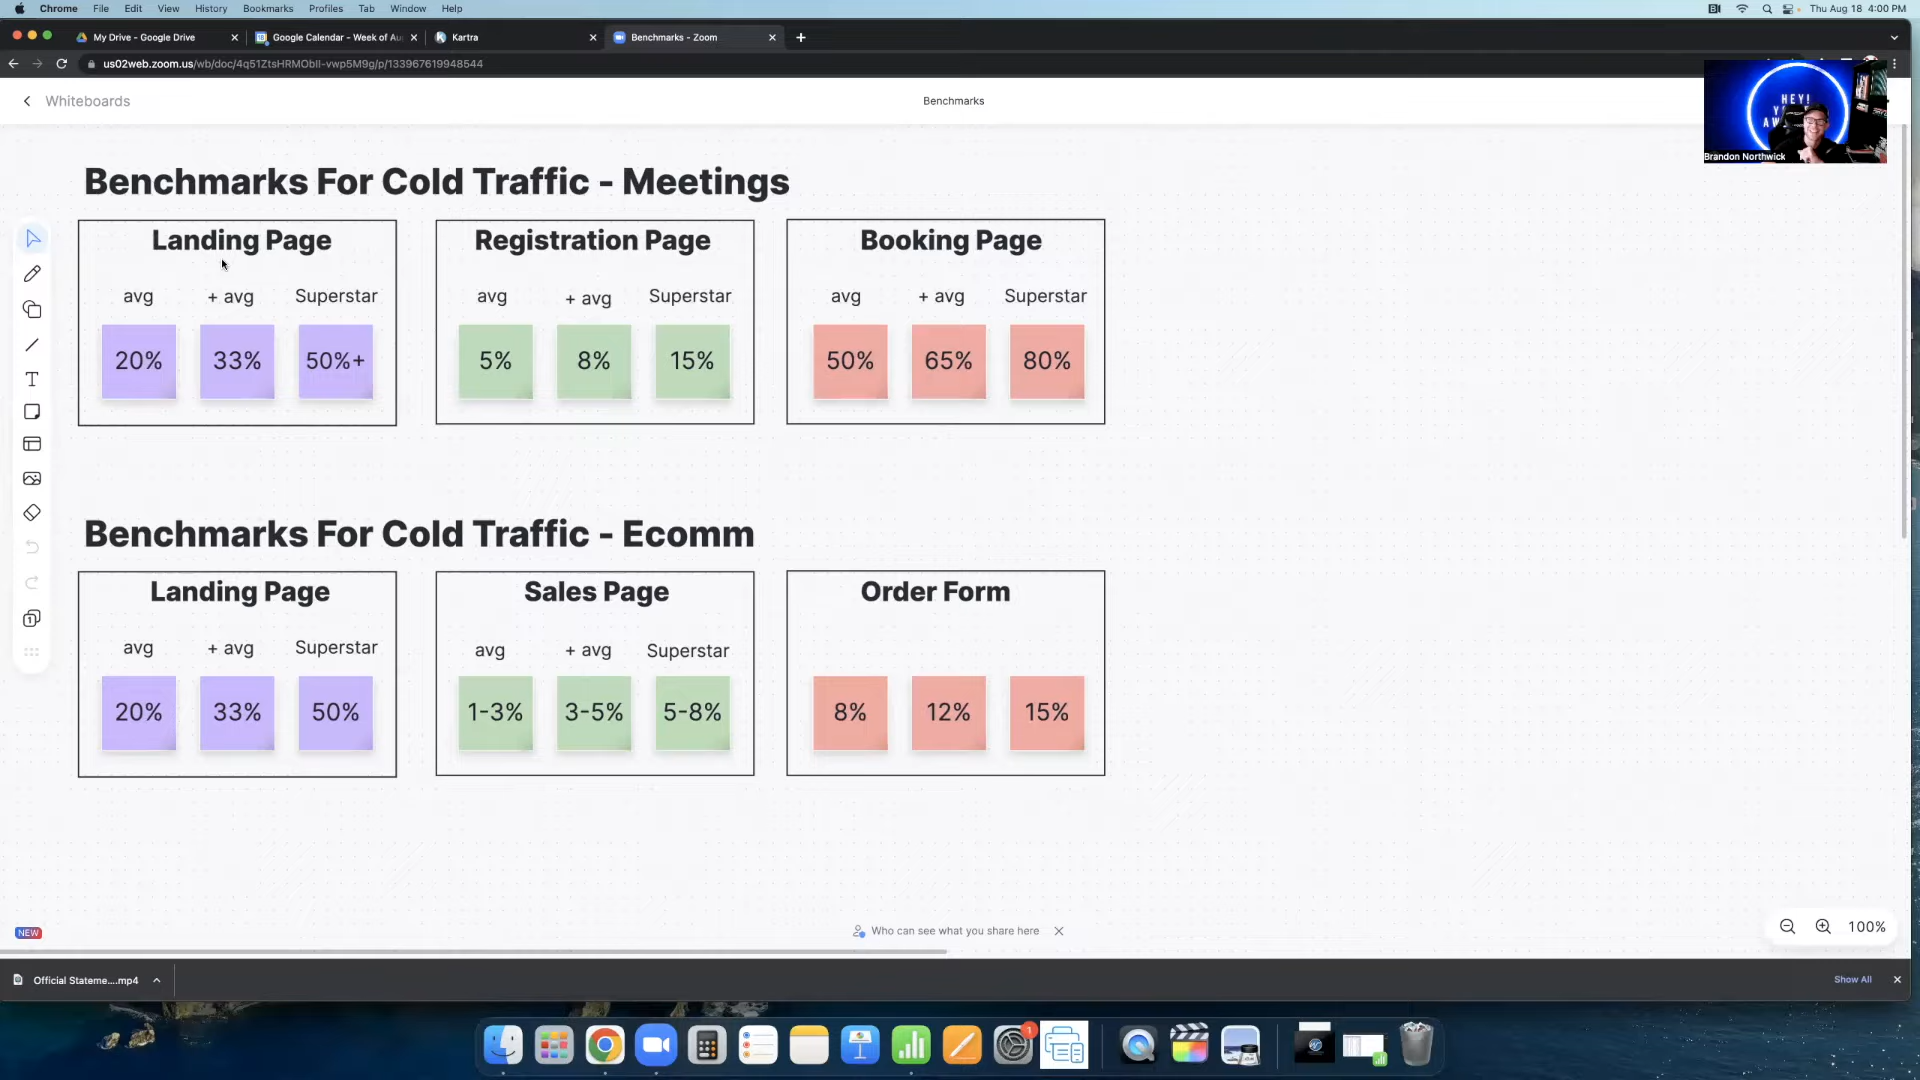 Chrome File Edit View History Bookmarks Profiles Tab Window Help Thu Aug 18 4:00 PM
My Drive - Google Drive Google Calendar - Week of Au Kartra Benchmarks - Zoom
us02web.zoom.us/wb/doc/4q51ZtsHRMObII-vwp5M9g/p/133967619948544
Whiteboards Benchmarks
HEY!
Brandon Northwick
Benchmarks For Cold Traffic - Meetings
Landing Page Registration Page Booking Page
avg + avg Superstar avg + avg Superstar avg + avg Superstar
20% 33% 50%+ 5% 8% 15% 50% 65% 80%
Benchmarks For Cold Traffic - Ecomm
Landing Page Sales Page Order Form
avg + avg Superstar avg + avg Superstar
20% 33% 50% 1-3% 3-5% 5-8% 8% 12% 15%
NEW Who can see what you share here 100%
Official Stateme....mp4 Show All
1